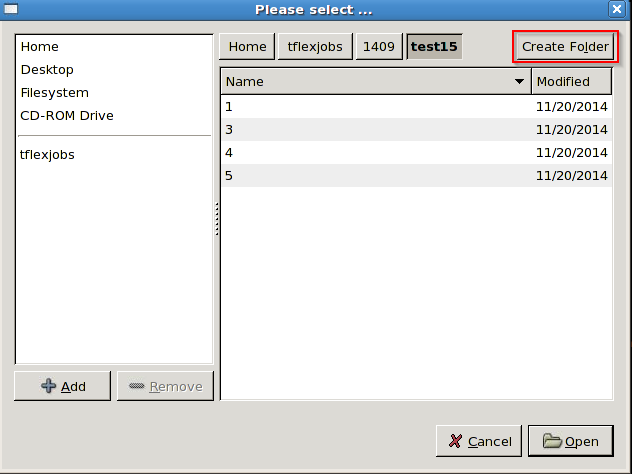 Please select ...
Home
Desktop
Filesystem
CD-ROM Drive
tflexjobs
Add Remove
Home tflexjobs 1409 test15 Create Folder
Name Modified
1 11/20/2014
3 11/20/2014
4 11/20/2014
5 11/20/2014
Cancel Open